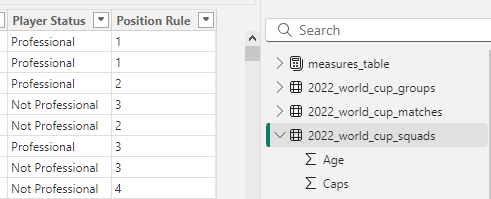 Player Status Position Rule
Professional 1
Professional 1
Professional 2
Not Professional 3
Not Professional 2
Professional 3
Not Professional 3
Not Professional 4
Search
measures_table
2022_world_cup_groups
2022_world_cup_matches
2022_world_cup_squads
Age
Caps